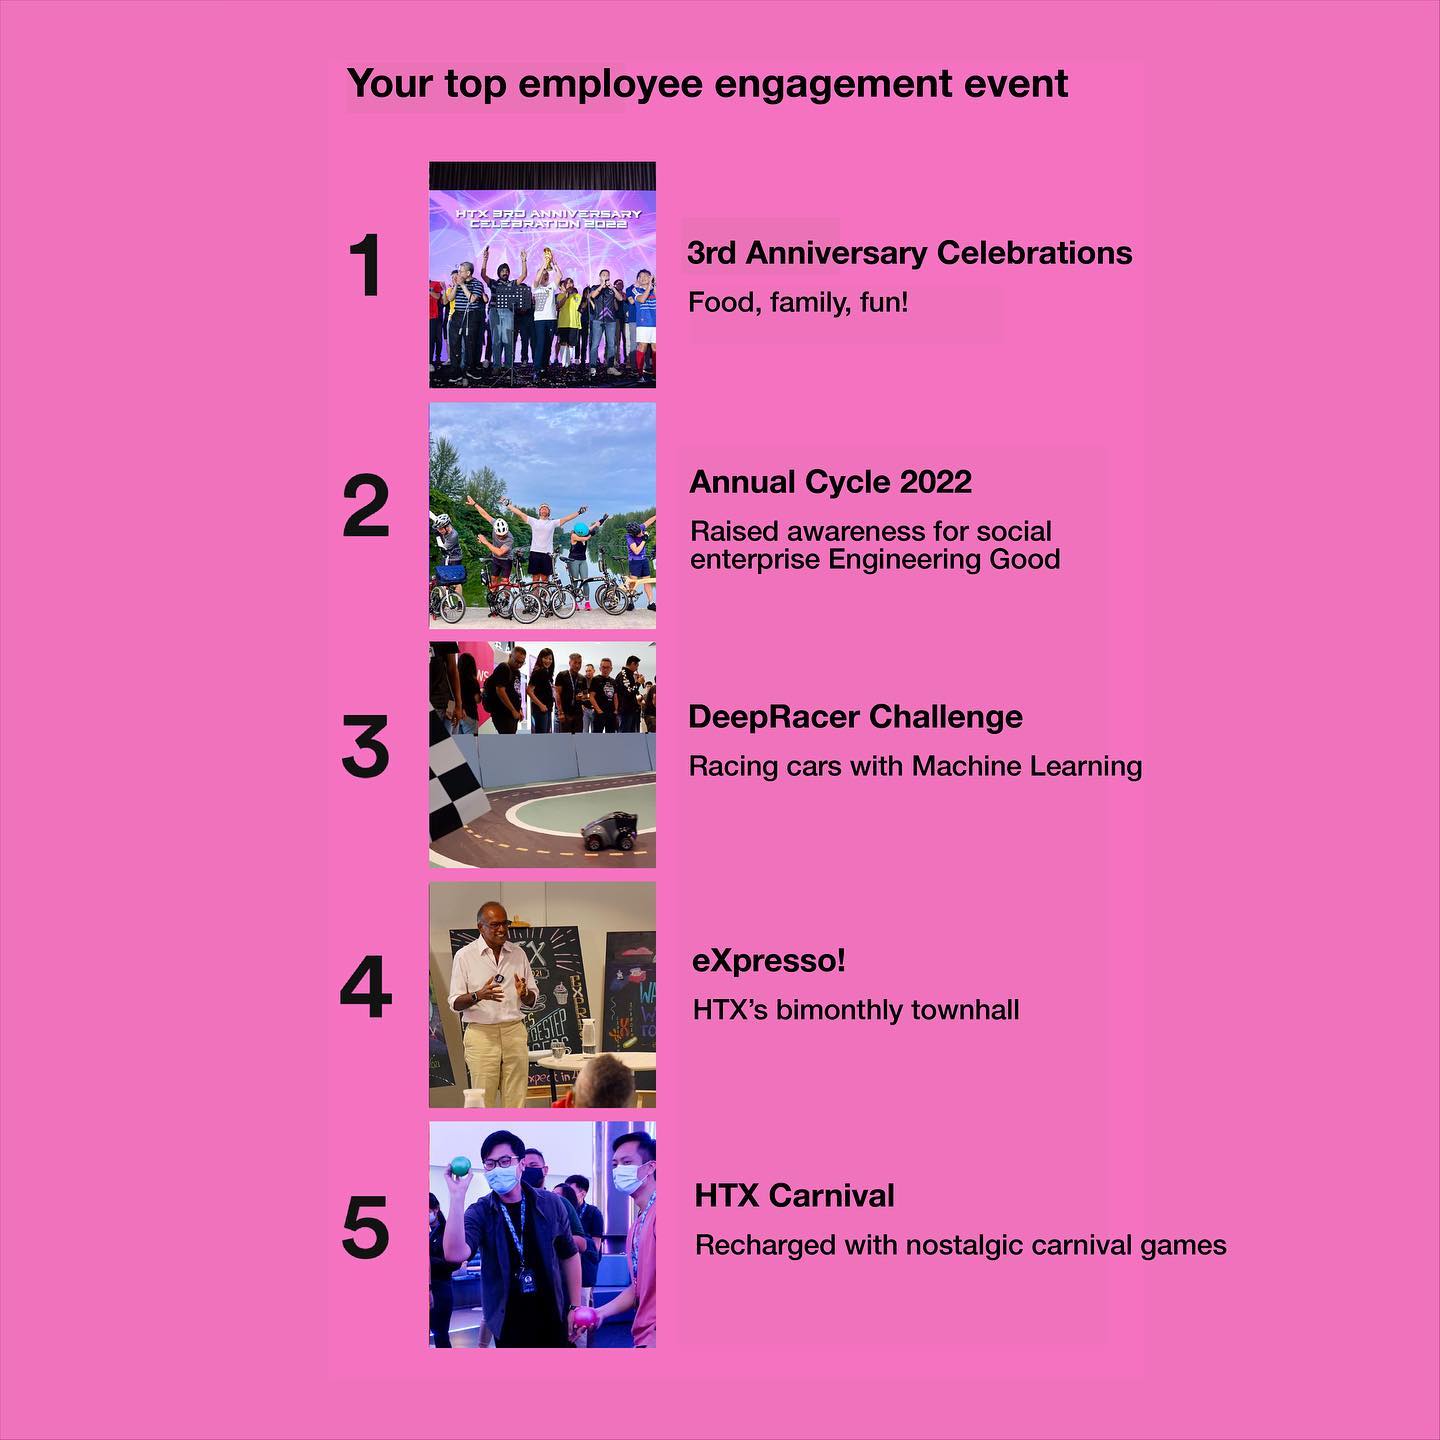 Your top employee engagement event
1
HTX 3RD ANNIVERSARY
CELEBRATION 2022
3rd Anniversary Celebrations
Food, family, fun!
2
Annual Cycle 2022
Raised awareness for social
enterprise Engineering Good
3
DeepRacer Challenge
Racing cars with Machine Learning
4
eXpresso!
HTX’s bimonthly townhall
5
HTX Carnival
Recharged with nostalgic carnival games